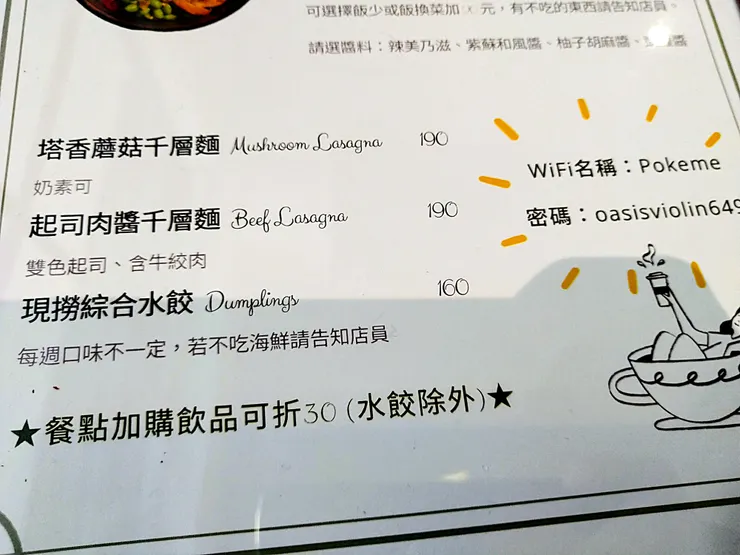 可選擇飯少或飯換菜加 元，有不吃的東西請告知店員。
請選醬料：辣美乃滋、紫蘇和風醬、柚子胡麻醬、
塔香蘑菇千層麵 Mushroom Lasagna 190
奶素可
起司肉醬千層麵 Beef Lasagna 190
雙色起司、含牛絞肉
現撈綜合水餃 Dumplings 160
每週口味不一定，若不吃海鮮請告知店員
★餐點加購飲品可折30 (水餃除外)★
WiFi名稱：Pokeme
密碼：oasisviolin649